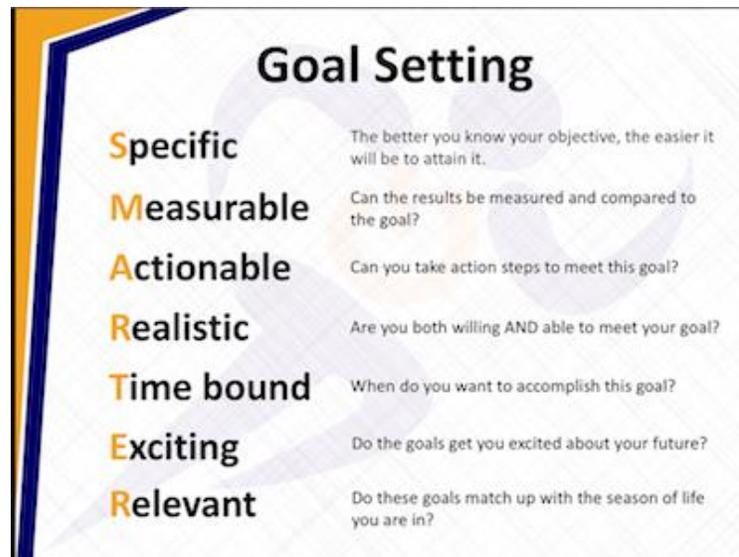 Goal Setting
Specific
The better you know your objective, the easier it
will be to attain it.
Measurable
Can the results be measured and compared to
the goal?
Actionable
Can you take action steps to meet this goal?
Realistic
Are you both willing AND able to meet your goal?
Time bound
When do you want to accomplish this goal?
Exciting
Do the goals get you excited about your future?
Relevant
Do these goals match up with the season of life
you are in?